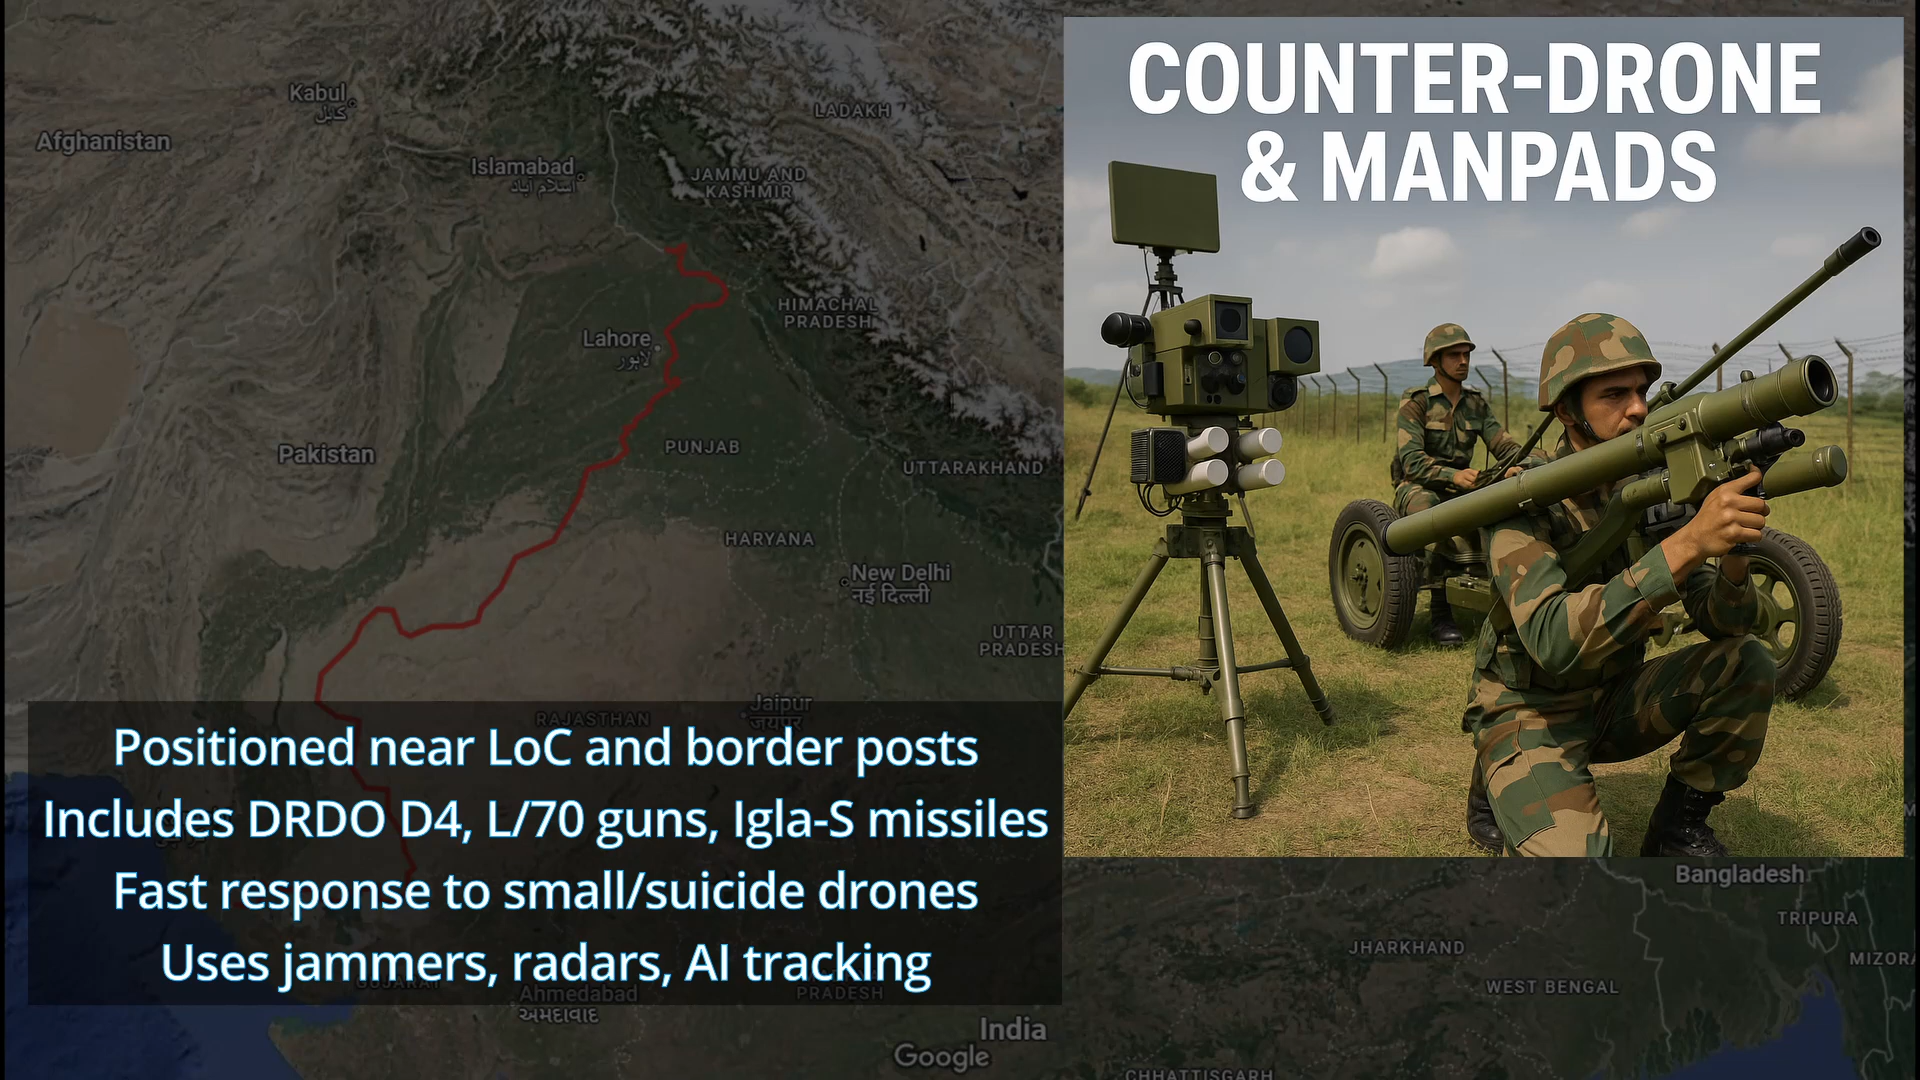 COUNTER-DRONE
& MANPADS
Kabul
کابل
Afghanistan
LADAKH
Islamabad
اسلام آباد
JAMMU AND
KASHMIR
HIMACHAL
PRADESH
Lahore
لاہور
PUNJAB
Pakistan
UTTARAKHAND
HARYANA
New Delhi
नई दिल्ली
UTTAR
PRADESH
Jaipur
जयपुर
RAJASTHAN
Positioned near LoC and border posts
Includes DRDO D4, L/70 guns, Igla-S missiles
Fast response to small/suicide drones
Uses jammers, radars, AI tracking
GUJARAT
Ahmedabad
અમદાવાદ
PRADESH
India
Google
Bangladesh
TRIPURA
JHARKHAND
MIZORA
WEST BENGAL
CHHATTISGARH